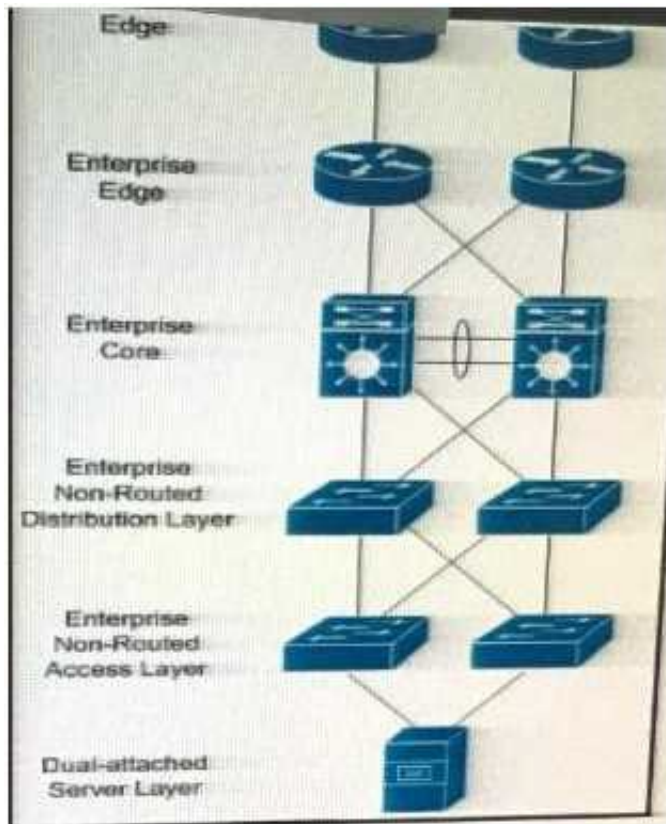 Edge
Enterprise
Edge
Enterprise
Core
Enterprise
Non-Routed
Distribution Layer
Enterprise
Non-Routed
Access Layer
Dual-attached
Server Layer